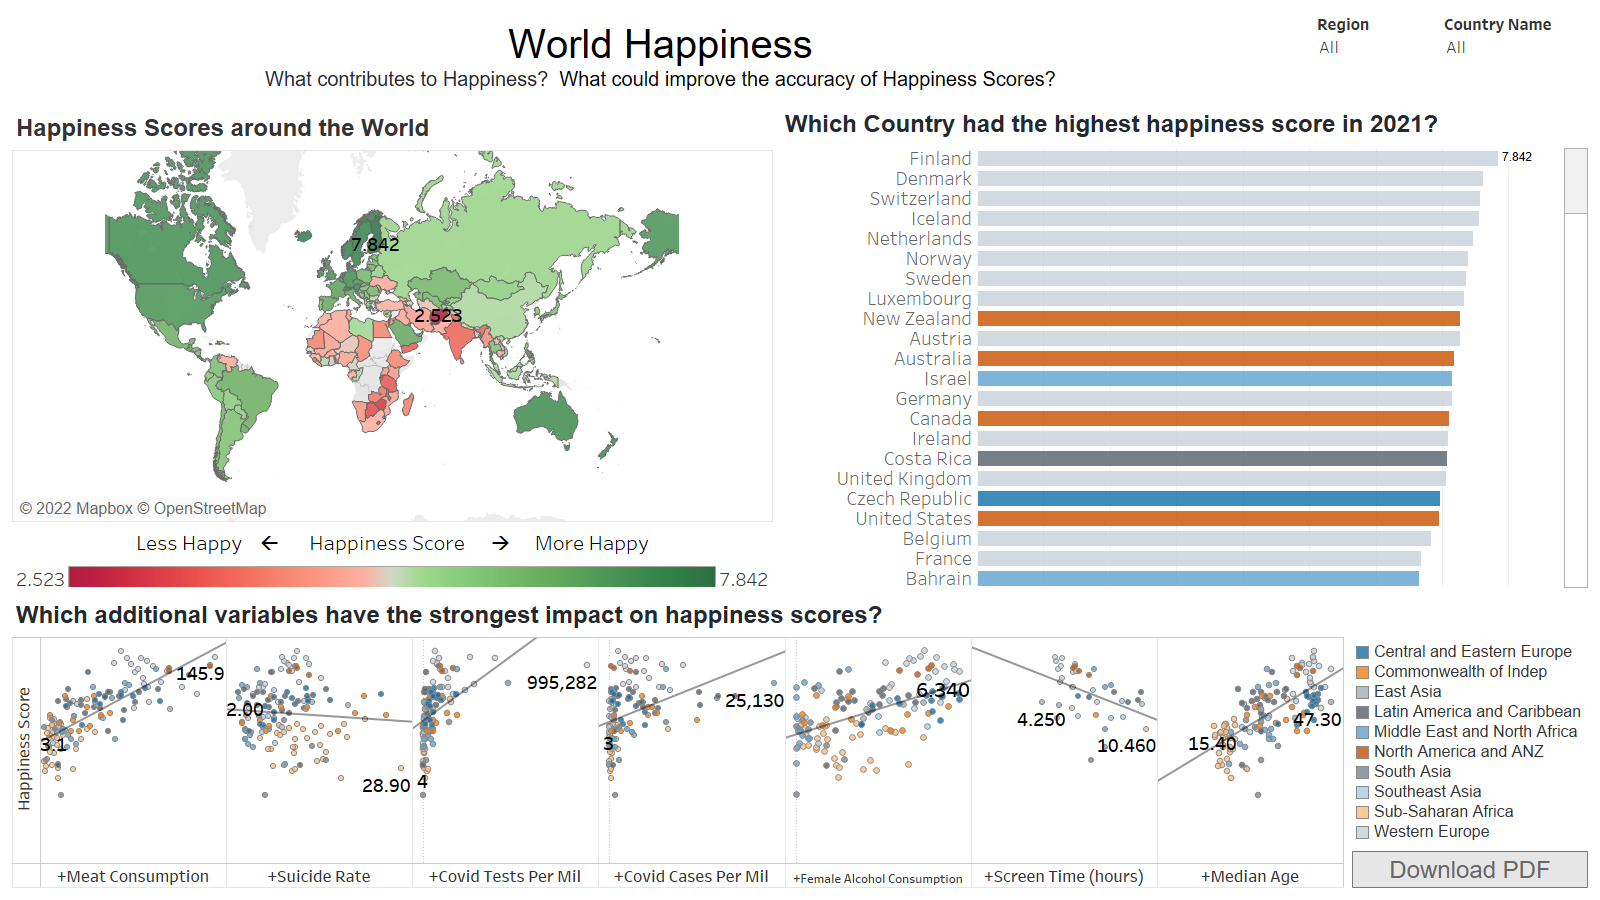 World Happiness
What contributes to Happiness?  What could improve the accuracy of Happiness Scores?
Region
All
Country Name
All
Happiness Scores around the World
7.842
2.523
© 2022 Mapbox © OpenStreetMap
Less Happy ← Happiness Score → More Happy
2.523
7.842
Which Country had the highest happiness score in 2021?
Finland 7.842
Denmark
Switzerland
Iceland
Netherlands
Norway
Sweden
Luxembourg
New Zealand
Austria
Australia
Israel
Germany
Canada
Ireland
Costa Rica
United Kingdom
Czech Republic
United States
Belgium
France
Bahrain
Which additional variables have the strongest impact on happiness scores?
Happiness Score
145.9
3.1
2.00
28.90
995,282
4
25,130
3
6.340
4.250
10.460
47.30
15.40
+Meat Consumption
+Suicide Rate
+Covid Tests Per Mil
+Covid Cases Per Mil
+Female Alcohol Consumption
+Screen Time (hours)
+Median Age
Central and Eastern Europe
Commonwealth of Indep
East Asia
Latin America and Caribbean
Middle East and North Africa
North America and ANZ
South Asia
Southeast Asia
Sub-Saharan Africa
Western Europe
Download PDF